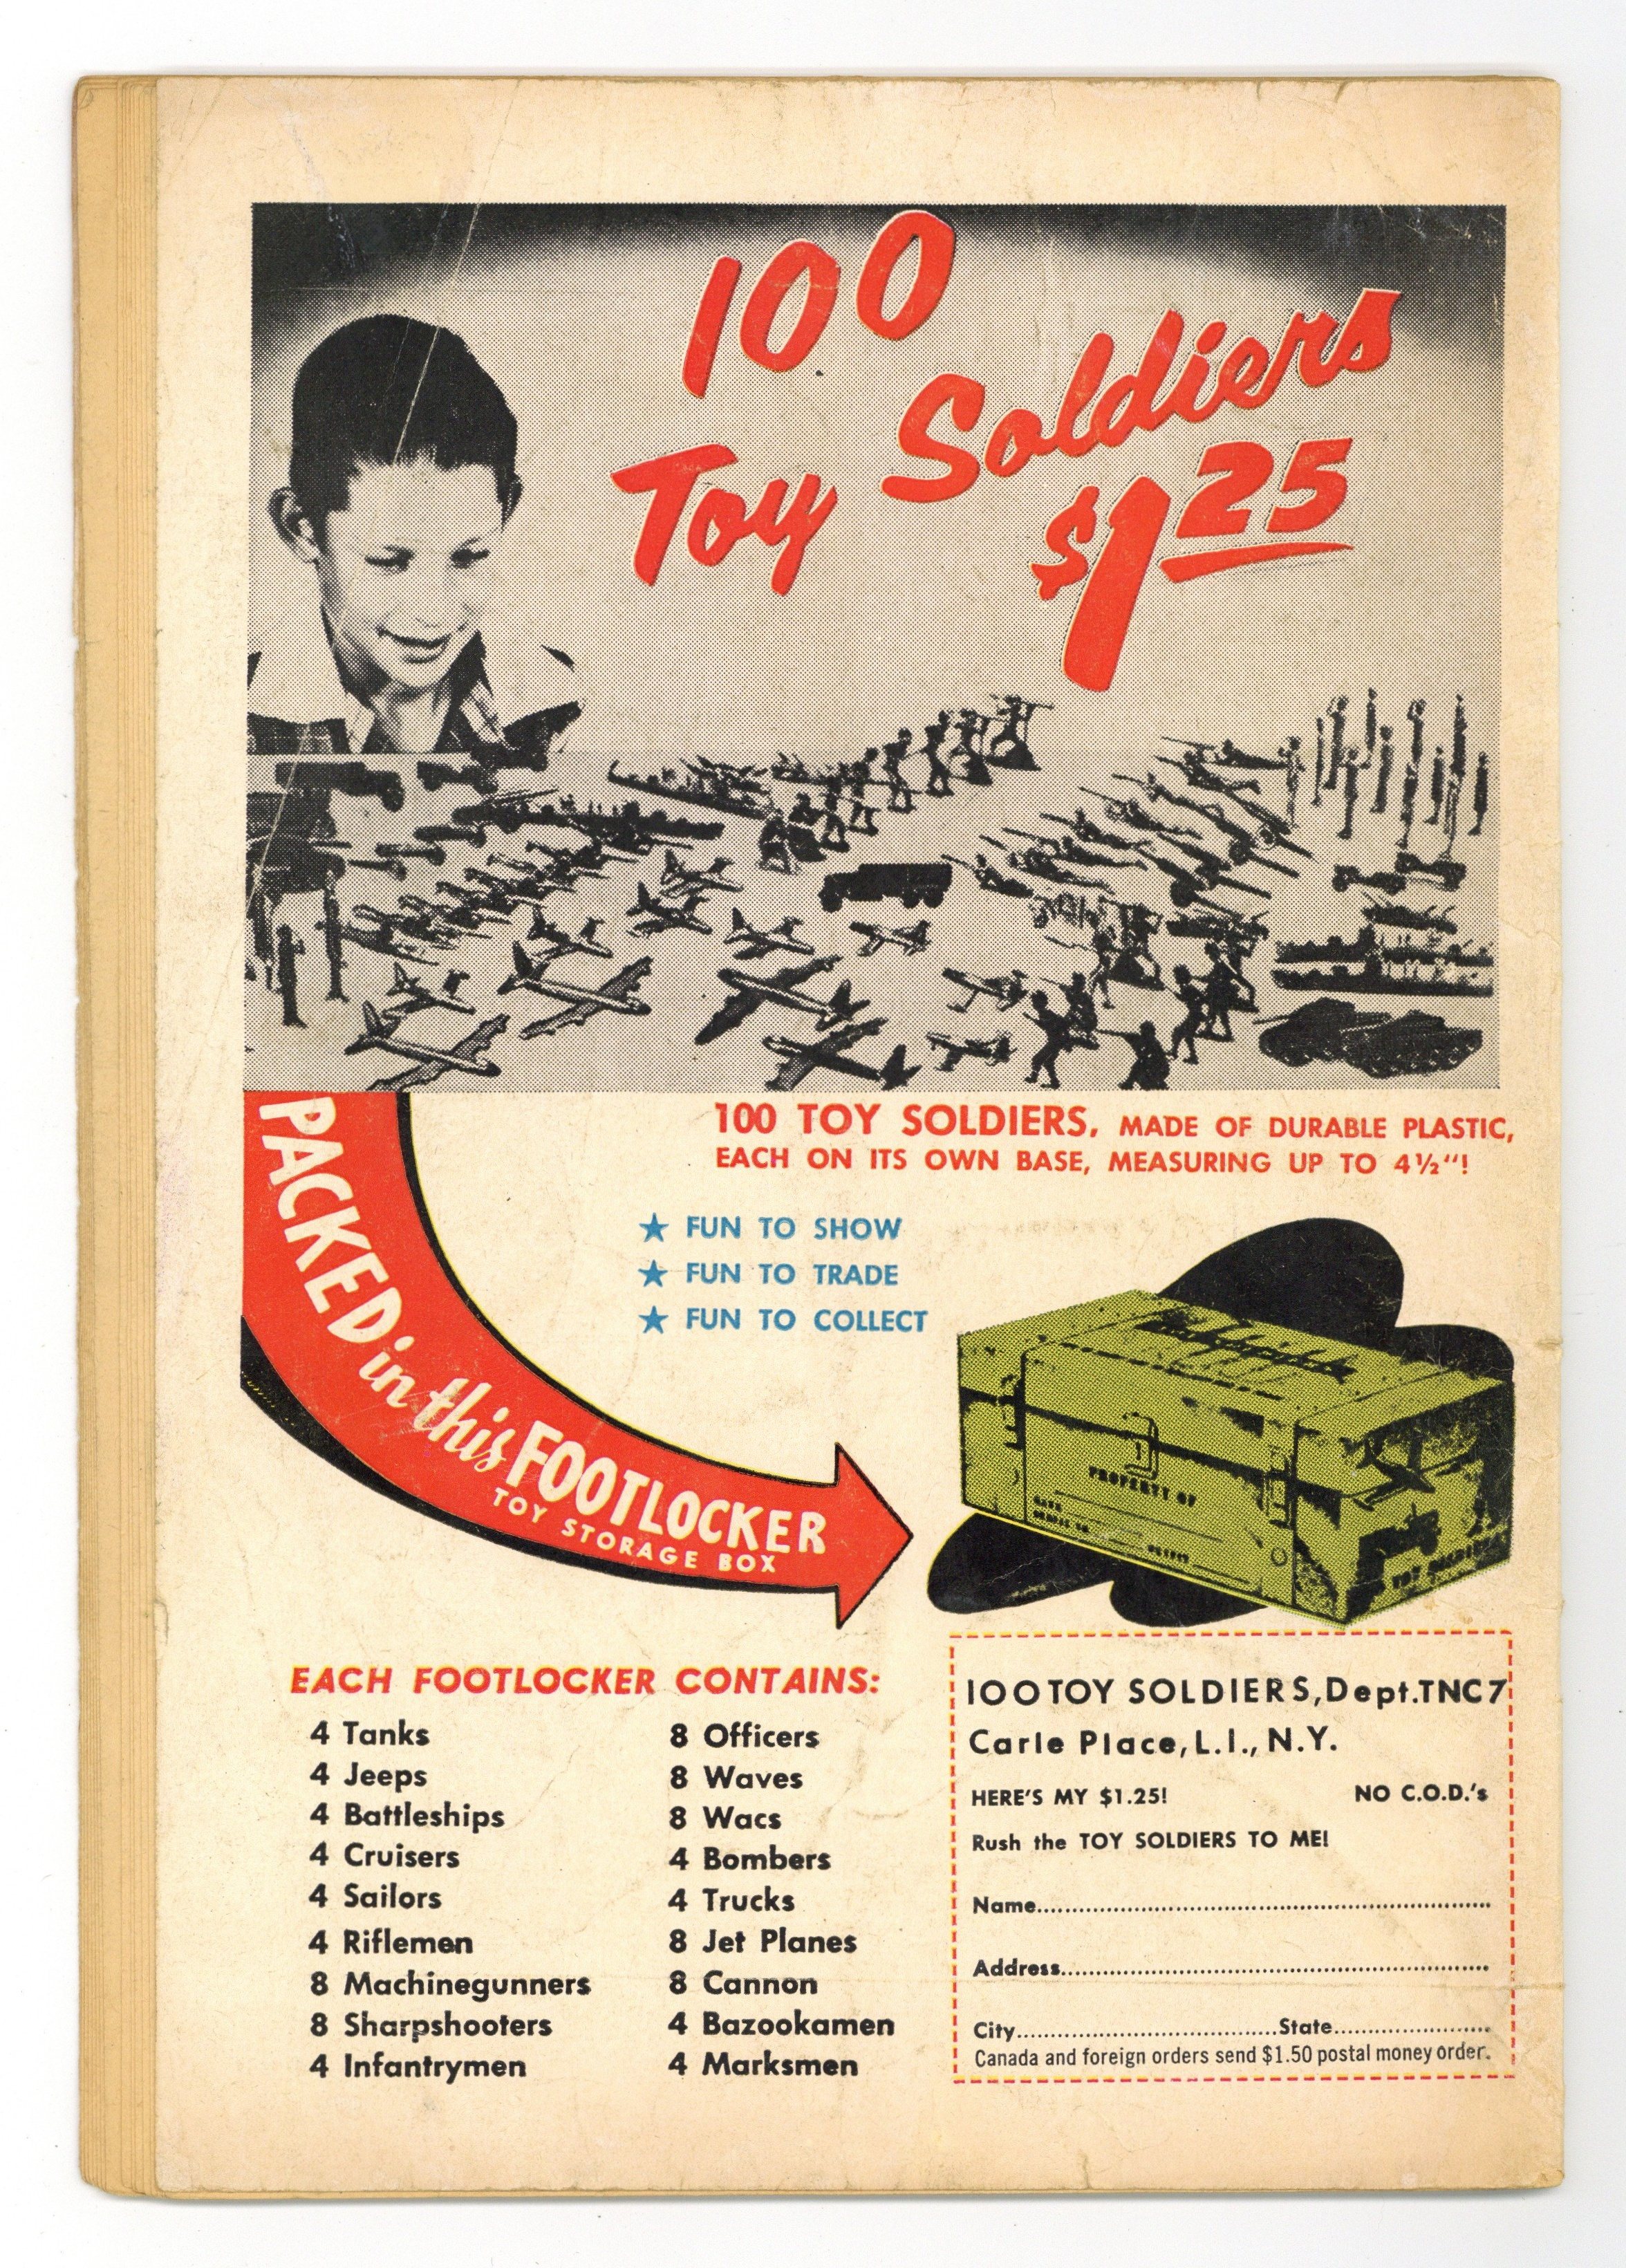 100
Toy Soldiers
$1.25
100 TOY SOLDIERS, MADE OF DURABLE PLASTIC,
EACH ON ITS OWN BASE, MEASURING UP TO 4½"!
★ FUN TO SHOW
★ FUN TO TRADE
★ FUN TO COLLECT
PACKED in this FOOTLOCKER
TOY STORAGE BOX
PROPERTY OF
EACH FOOTLOCKER CONTAINS:
4 Tanks
4 Jeeps
4 Battleships
4 Cruisers
4 Sailors
4 Riflemen
8 Machinegunners
8 Sharpshooters
4 Infantrymen
8 Officers
8 Waves
8 Wacs
4 Bombers
4 Trucks
8 Jet Planes
8 Cannon
4 Bazookamen
4 Marksmen
100 TOY SOLDIERS, Dept. TNC 7
Carle Place, L.I., N.Y.
HERE'S MY $1.25! NO C.O.D.'s
Rush the TOY SOLDIERS TO ME!
Name
Address
City State
Canada and foreign orders send $1.50 postal money order.